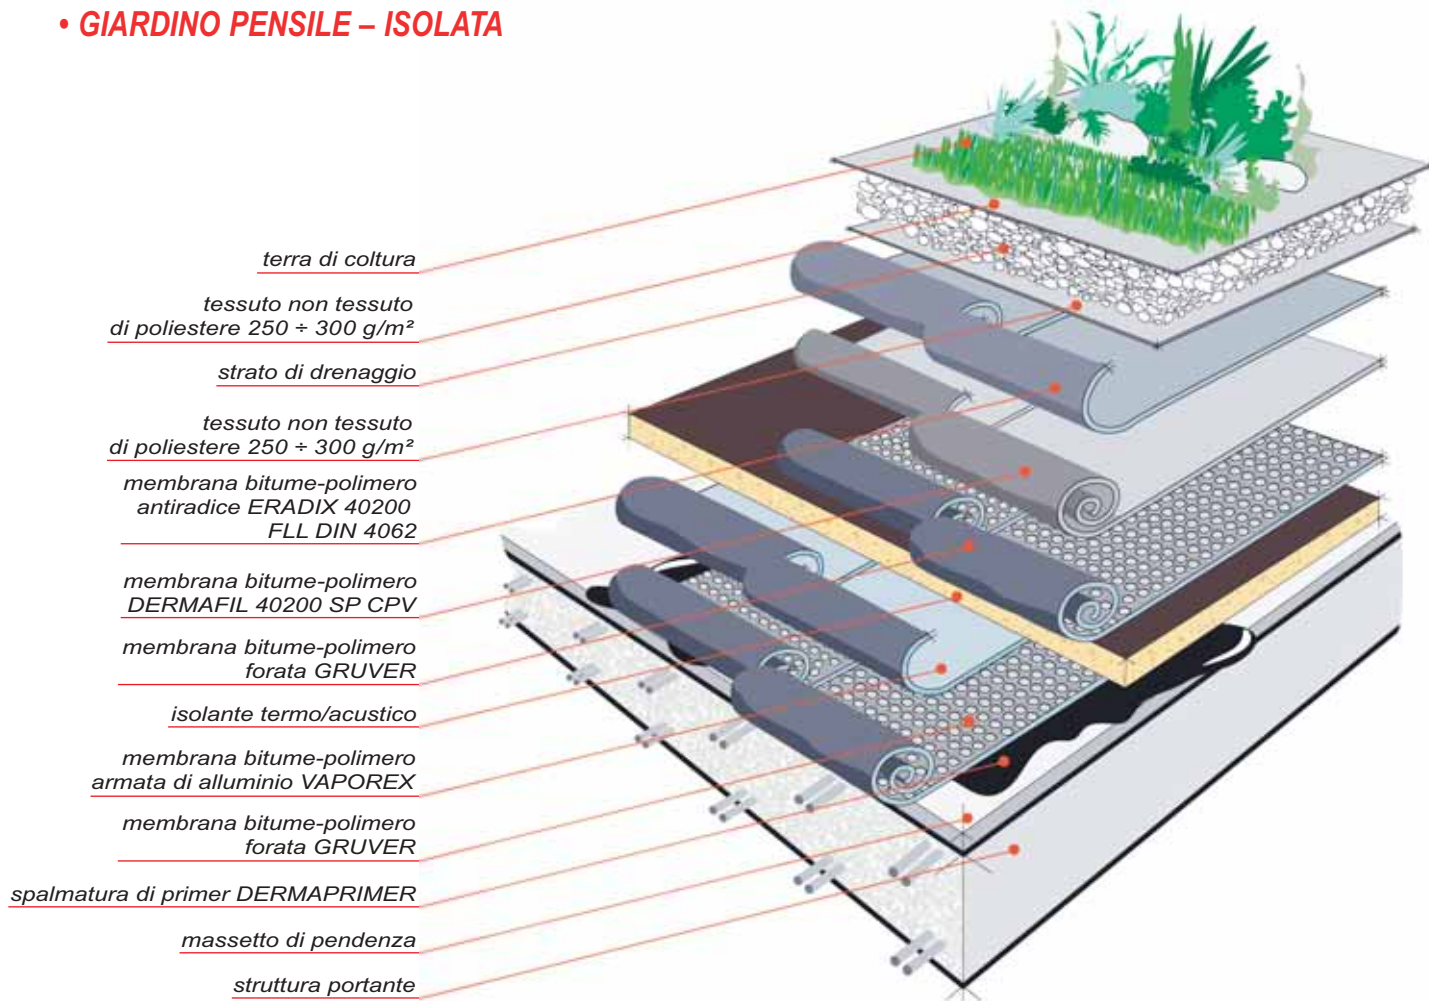 • GIARDINO PENSILE – ISOLATA
terra di coltura
tessuto non tessuto
di poliestere 250 ÷ 300 g/m²
strato di drenaggio
tessuto non tessuto
di poliestere 250 ÷ 300 g/m²
membrana bitume-polimero
antiradice ERADIX 40200
FLL DIN 4062
membrana bitume-polimero
DERMAFIL 40200 SP CPV
membrana bitume-polimero
forata GRUVER
isolante termo/acustico
membrana bitume-polimero
armata di alluminio VAPOREX
membrana bitume-polimero
forata GRUVER
spalmatura di primer DERMAPRIMER
massetto di pendenza
struttura portante